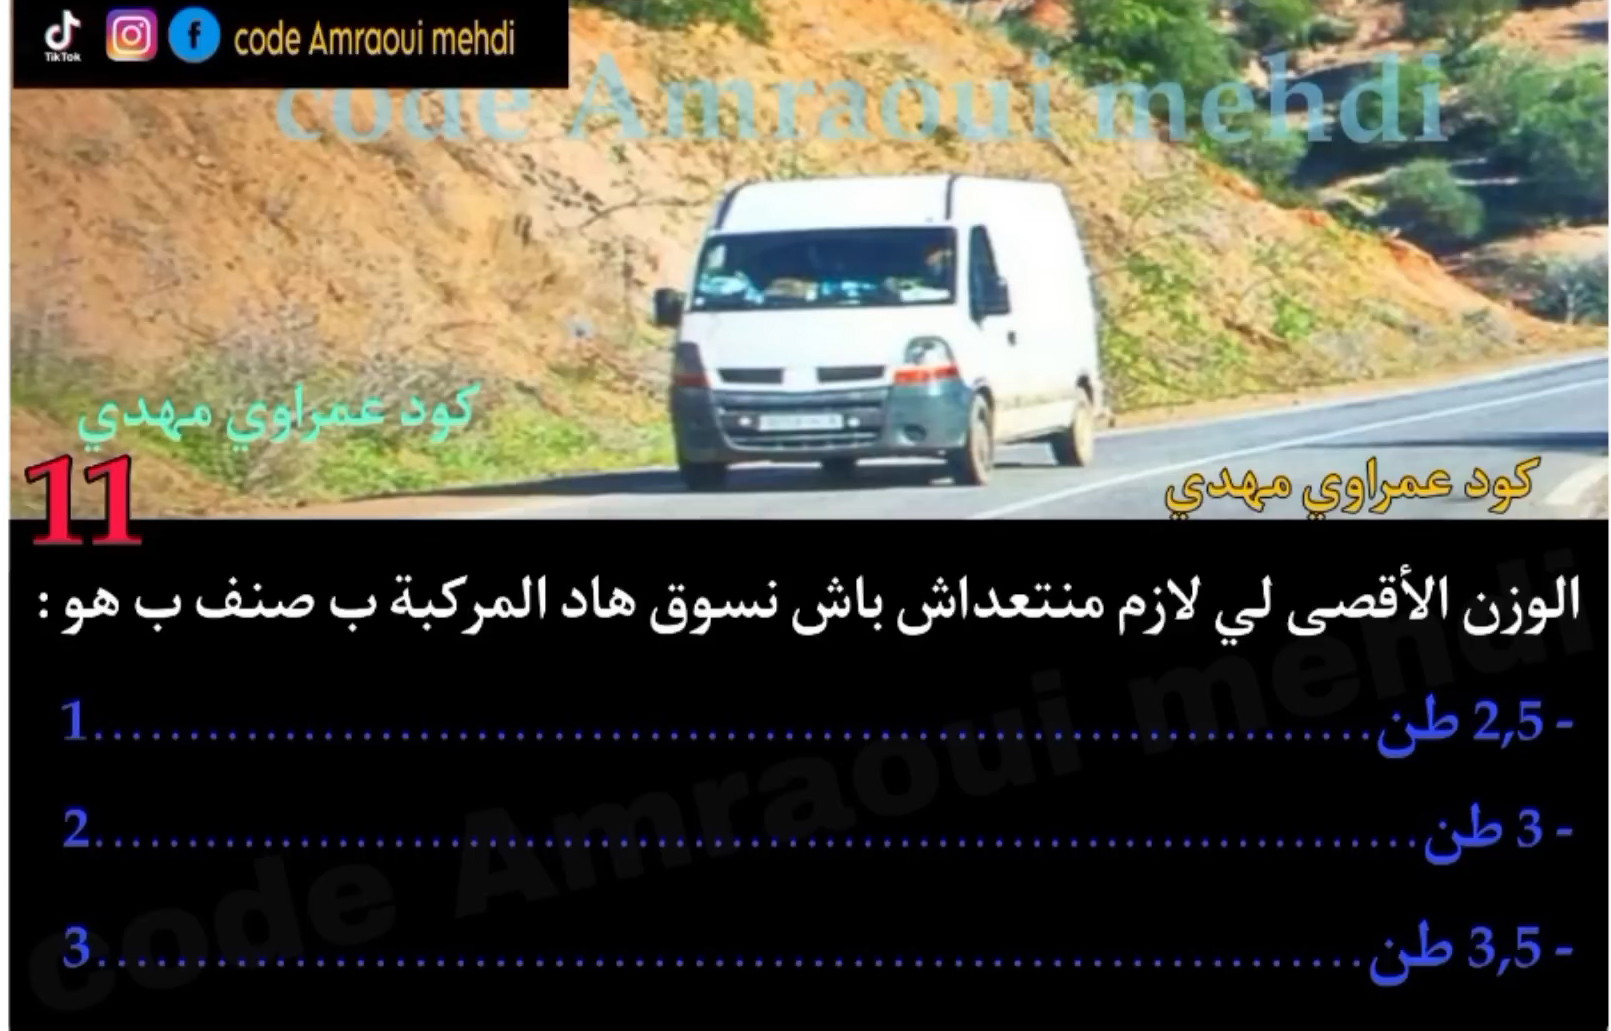 TikTok
code Amraoui mehdi
code Amraoui mehdi
كود عمراوي مهدي
كود عمراوي مهدي
11
الوزن الأقصى لي لازم منتعداش باش نسوق هاد المركبة ب صنف ب هو :
- 2,5 طن......................................................1
- 3 طن......................................................2
- 3,5 طن......................................................3
code Amraoui mehdi